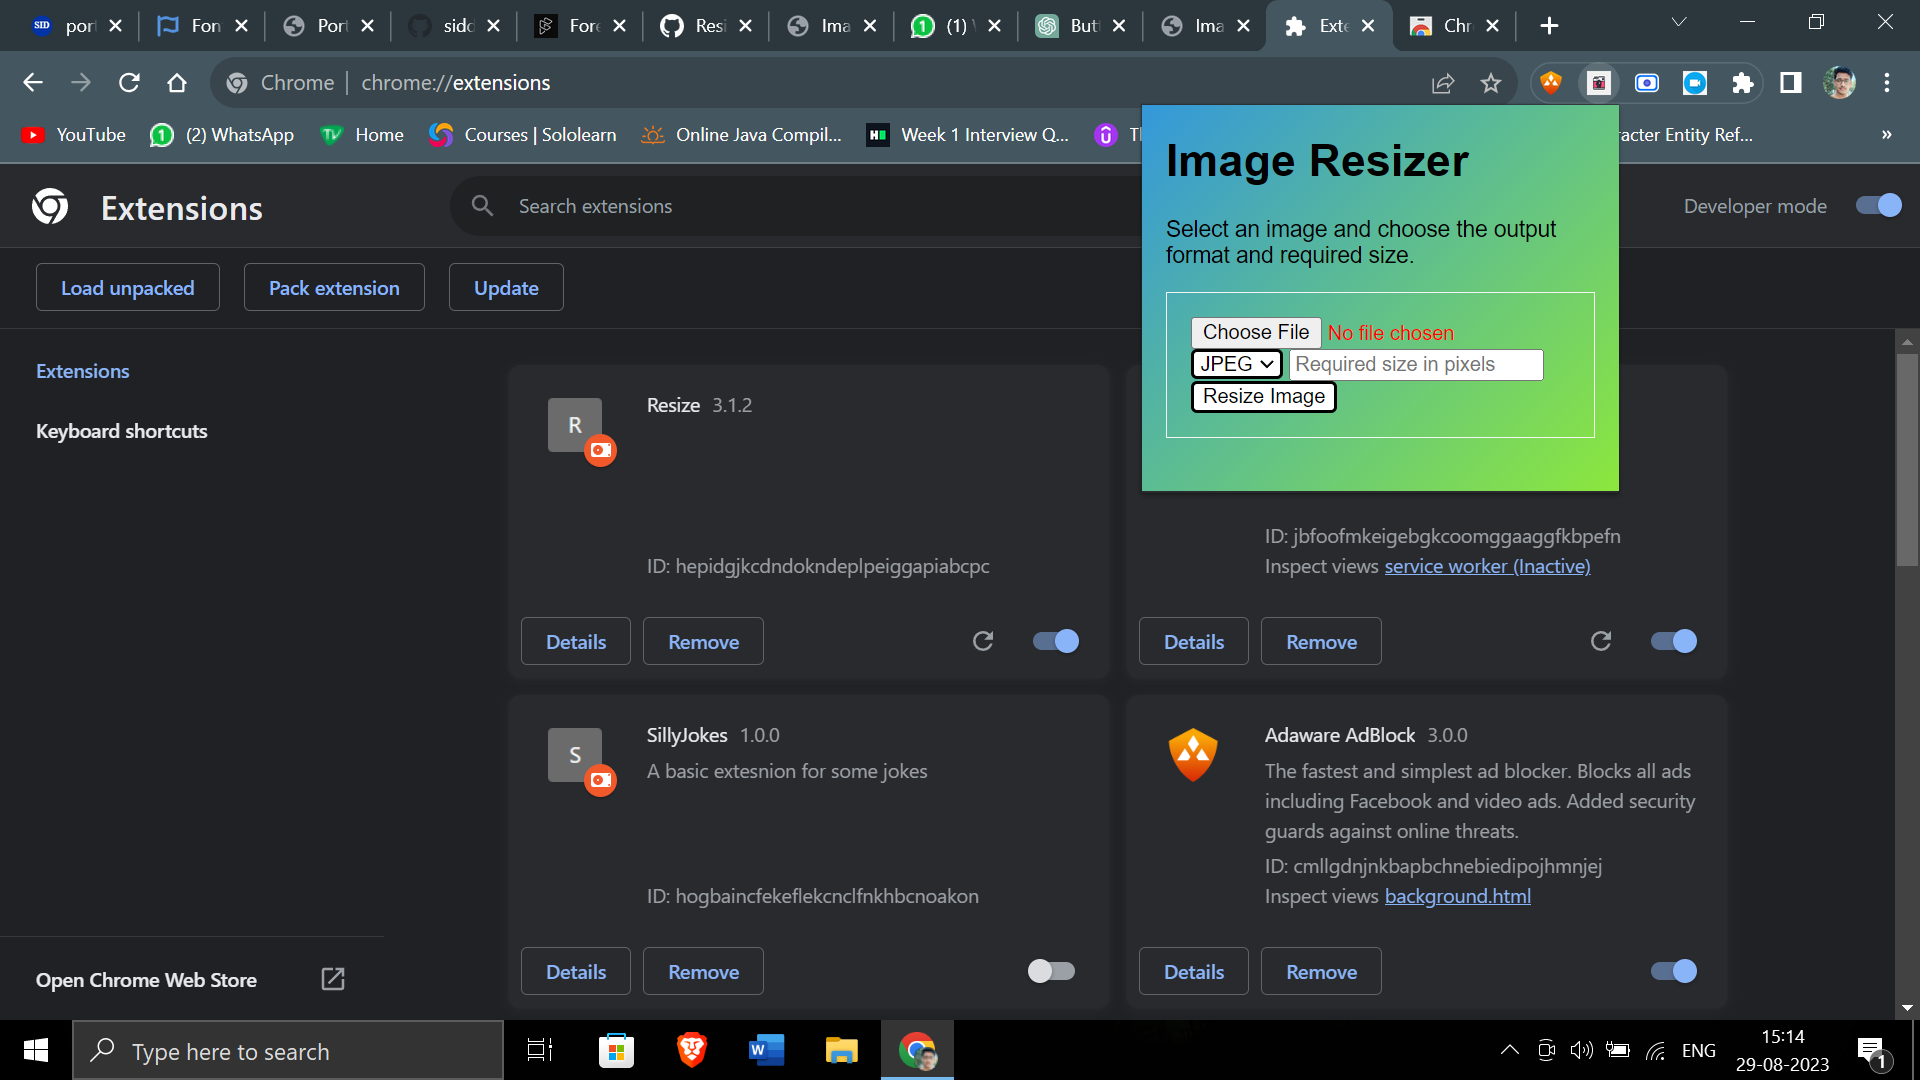 SID
por
Fon
Port
sidd
Fore
Resi
Ima
(1) 
But
Ima
Exte
Chr
Chrome
chrome://extensions
YouTube
(2) WhatsApp
Home
Courses | Sololearn
Online Java Compil...
Week 1 Interview Q...
racter Entity Ref...
»
Extensions
Search extensions
Developer mode
Load unpacked
Pack extension
Update
Image Resizer
Select an image and choose the output
format and required size.
Choose File No file chosen
JPEG Required size in pixels
Resize Image
Extensions
Keyboard shortcuts
Open Chrome Web Store
R
Resize 3.1.2
ID: hepidgjkcdndokndeplpeiggapiabcpc
Details
Remove
ID: jbfoofmkeigebgkcoomggaaggfkbpefn
Inspect views service worker (Inactive)
Details
Remove
S
SillyJokes 1.0.0
A basic extesnion for some jokes
ID: hogbaincfekeflekcnclfnkhbcnoakon
Details
Remove
Adaware AdBlock 3.0.0
The fastest and simplest ad blocker. Blocks all ads
including Facebook and video ads. Added security
guards against online threats.
ID: cmllgdnjnkbapbchnebiedipojhmnjej
Inspect views background.html
Details
Remove
Type here to search
ENG
15:14
29-08-2023
1